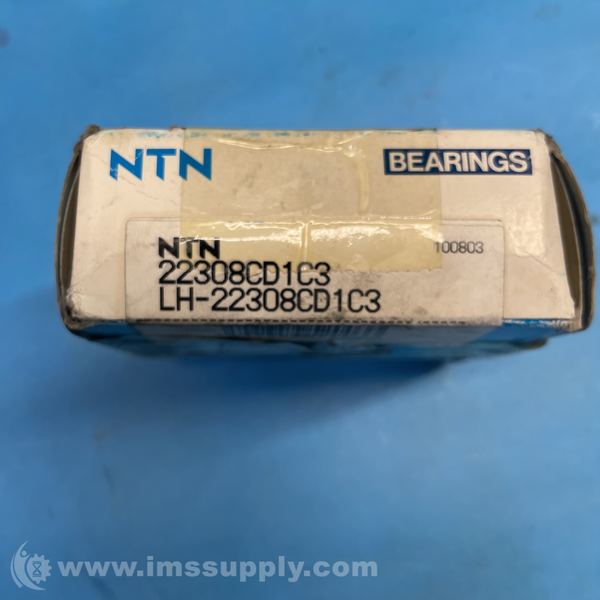 NTN BEARINGS
NTN 100803
22308CD1C3
LH-22308CD1C3
www.imssupply.com